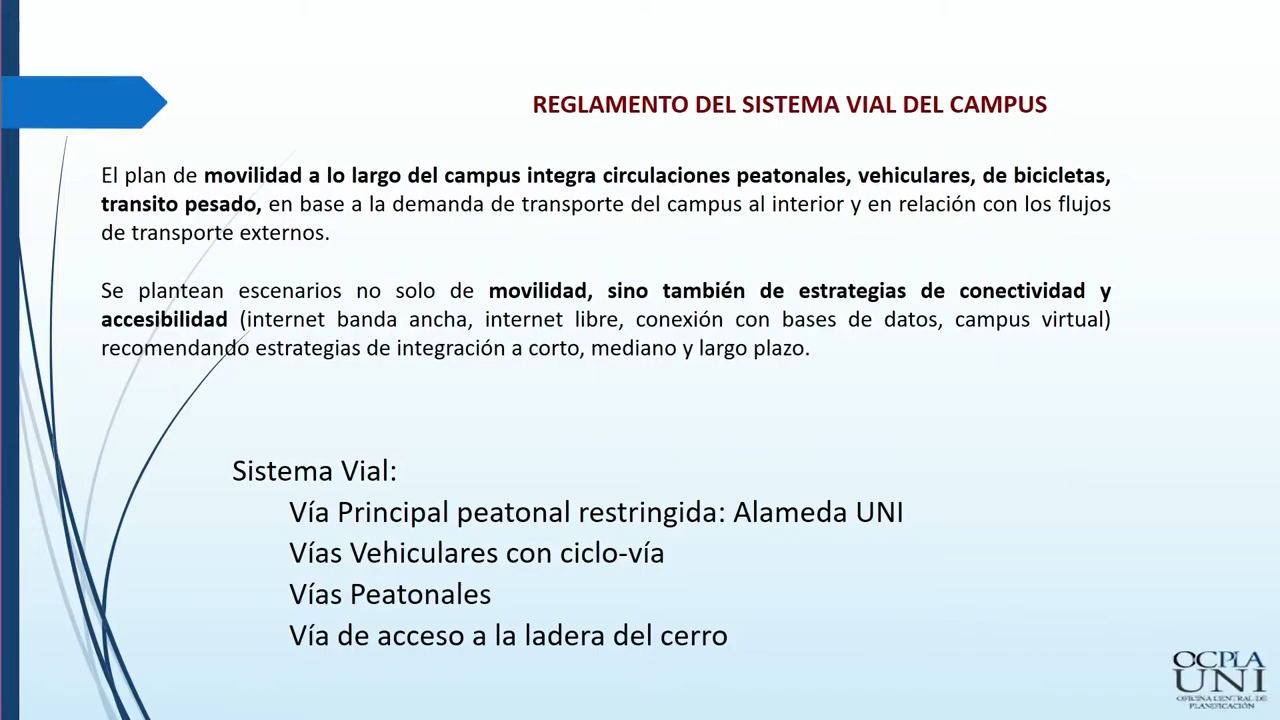 REGLAMENTO DEL SISTEMA VIAL DEL CAMPUS
El plan de movilidad a lo largo del campus integra circulaciones peatonales, vehiculares, de bicicletas,
transito pesado, en base a la demanda de transporte del campus al interior y en relación con los flujos
de transporte externos.
Se plantean escenarios no solo de movilidad, sino también de estrategias de conectividad y
accesibilidad (internet banda ancha, internet libre, conexión con bases de datos, campus virtual)
recomendando estrategias de integración a corto, mediano y largo plazo.
Sistema Vial:
Vía Principal peatonal restringida: Alameda UNI
Vías Vehiculares con ciclo-vía
Vías Peatonales
Vía de acceso a la ladera del cerro
OCPLA
UNI
OFICINA CENTRAL DE
PLANIFICACIÓN